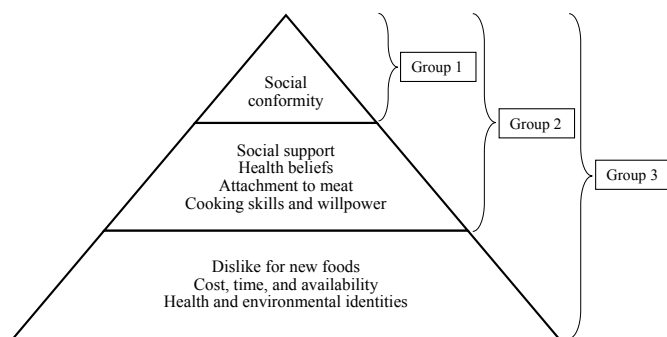 Social
conformity
Group 1
Social support
Health beliefs
Attachment to meat
Cooking skills and willpower
Group 2
Dislike for new foods
Cost, time, and availability
Health and environmental identities
Group 3